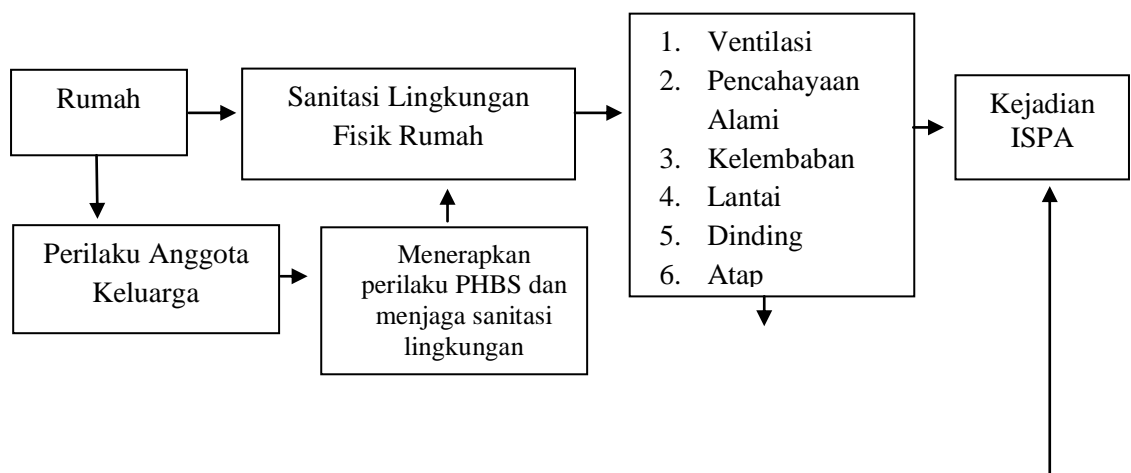 Rumah
Sanitasi Lingkungan
Fisik Rumah
1. Ventilasi
2. Pencahayaan
Alami
3. Kelembaban
4. Lantai
5. Dinding
6. Atap
Kejadian
ISPA
Perilaku Anggota
Keluarga
Menerapkan
perilaku PHBS dan
menjaga sanitasi
lingkungan